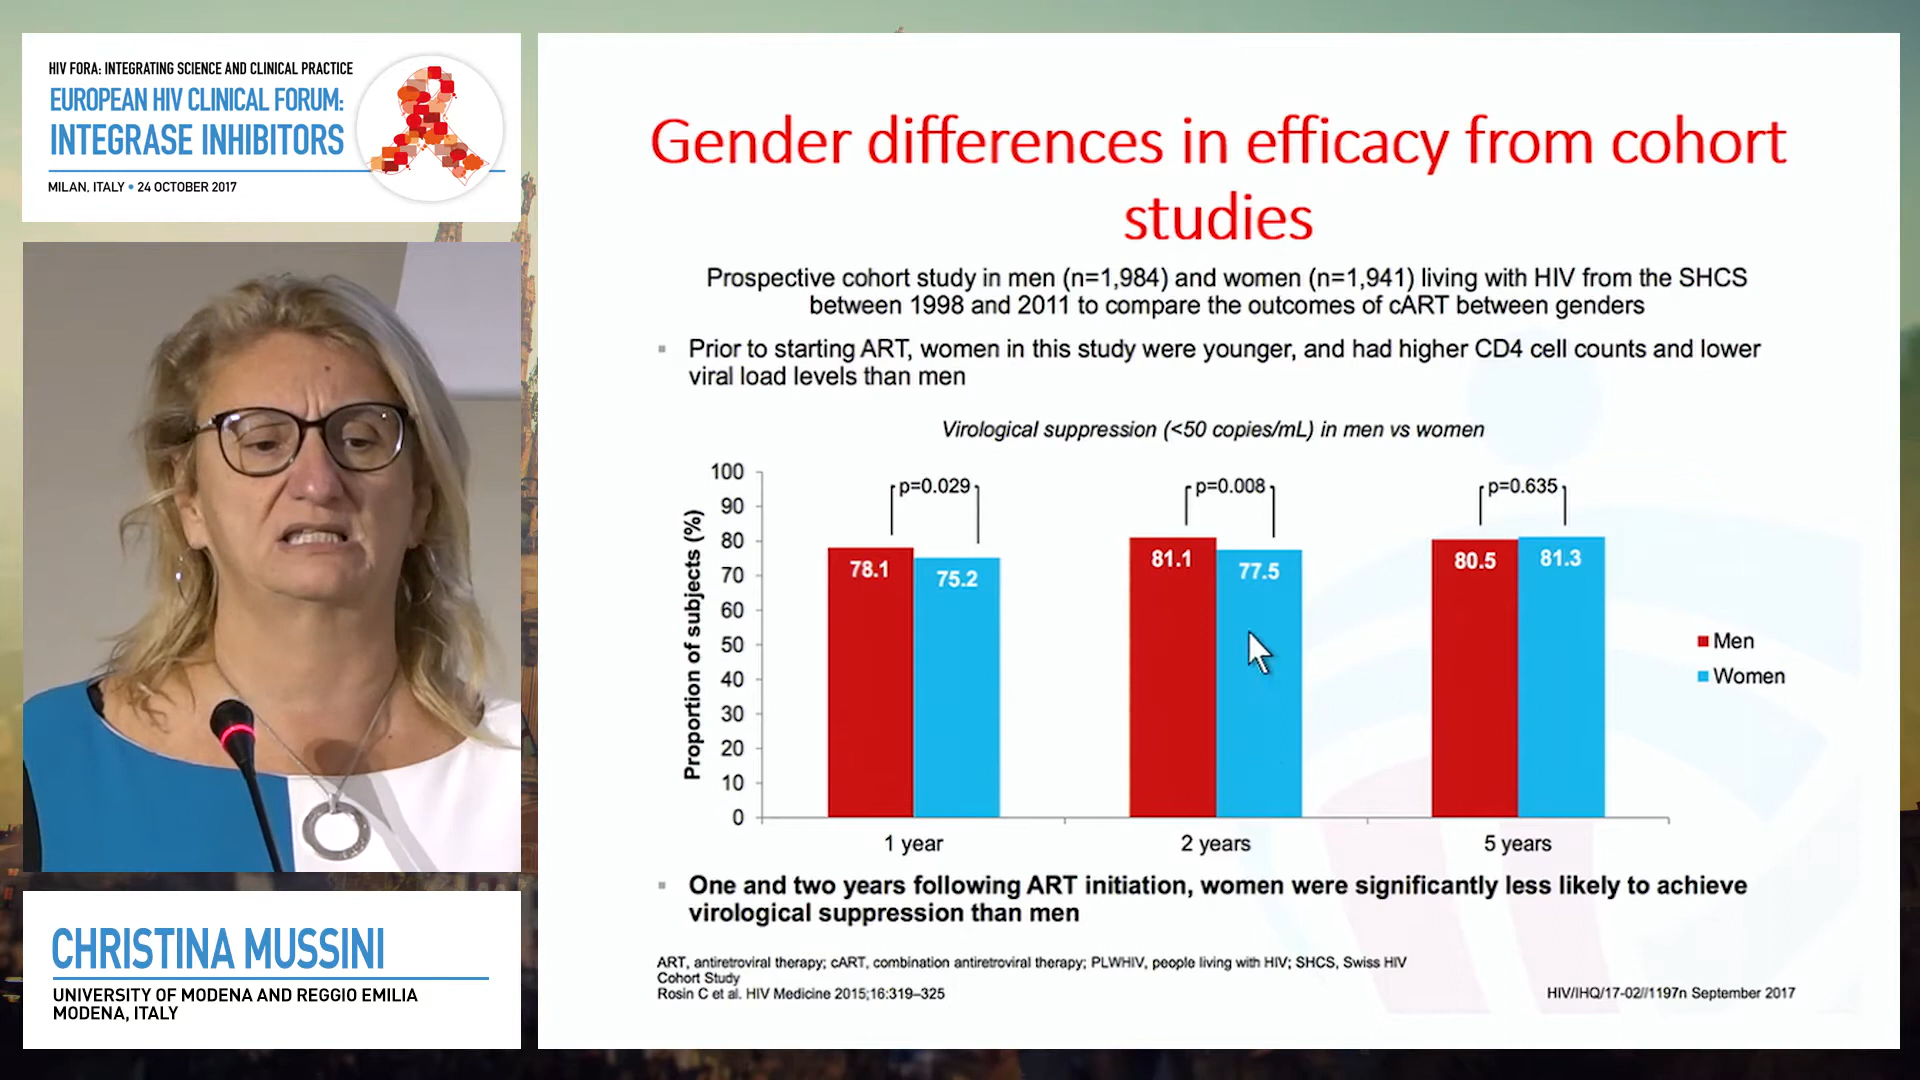 HIV FORA: INTEGRATING SCIENCE AND CLINICAL PRACTICE
EUROPEAN HIV CLINICAL FORUM:
INTEGRASE INHIBITORS
MILAN, ITALY • 24 OCTOBER 2017
CHRISTINA MUSSINI
UNIVERSITY OF MODENA AND REGGIO EMILIA
MODENA, ITALY
Gender differences in efficacy from cohort
studies
Prospective cohort study in men (n=1,984) and women (n=1,941) living with HIV from the SHCS
between 1998 and 2011 to compare the outcomes of cART between genders
▪ Prior to starting ART, women in this study were younger, and had higher CD4 cell counts and lower
viral load levels than men
Virological suppression (<50 copies/mL) in men vs women
Proportion of subjects (%)
100
90
80
70
60
50
40
30
20
10
0
p=0.029
p=0.008
p=0.635
78.1
75.2
81.1
77.5
80.5
81.3
1 year
2 years
5 years
Men
Women
▪ One and two years following ART initiation, women were significantly less likely to achieve
virological suppression than men
ART, antiretroviral therapy; cART, combination antiretroviral therapy; PLWHIV, people living with HIV; SHCS, Swiss HIV
Cohort Study
Rosin C et al. HIV Medicine 2015;16:319–325
HIV/IHQ/17-02//1197n September 2017